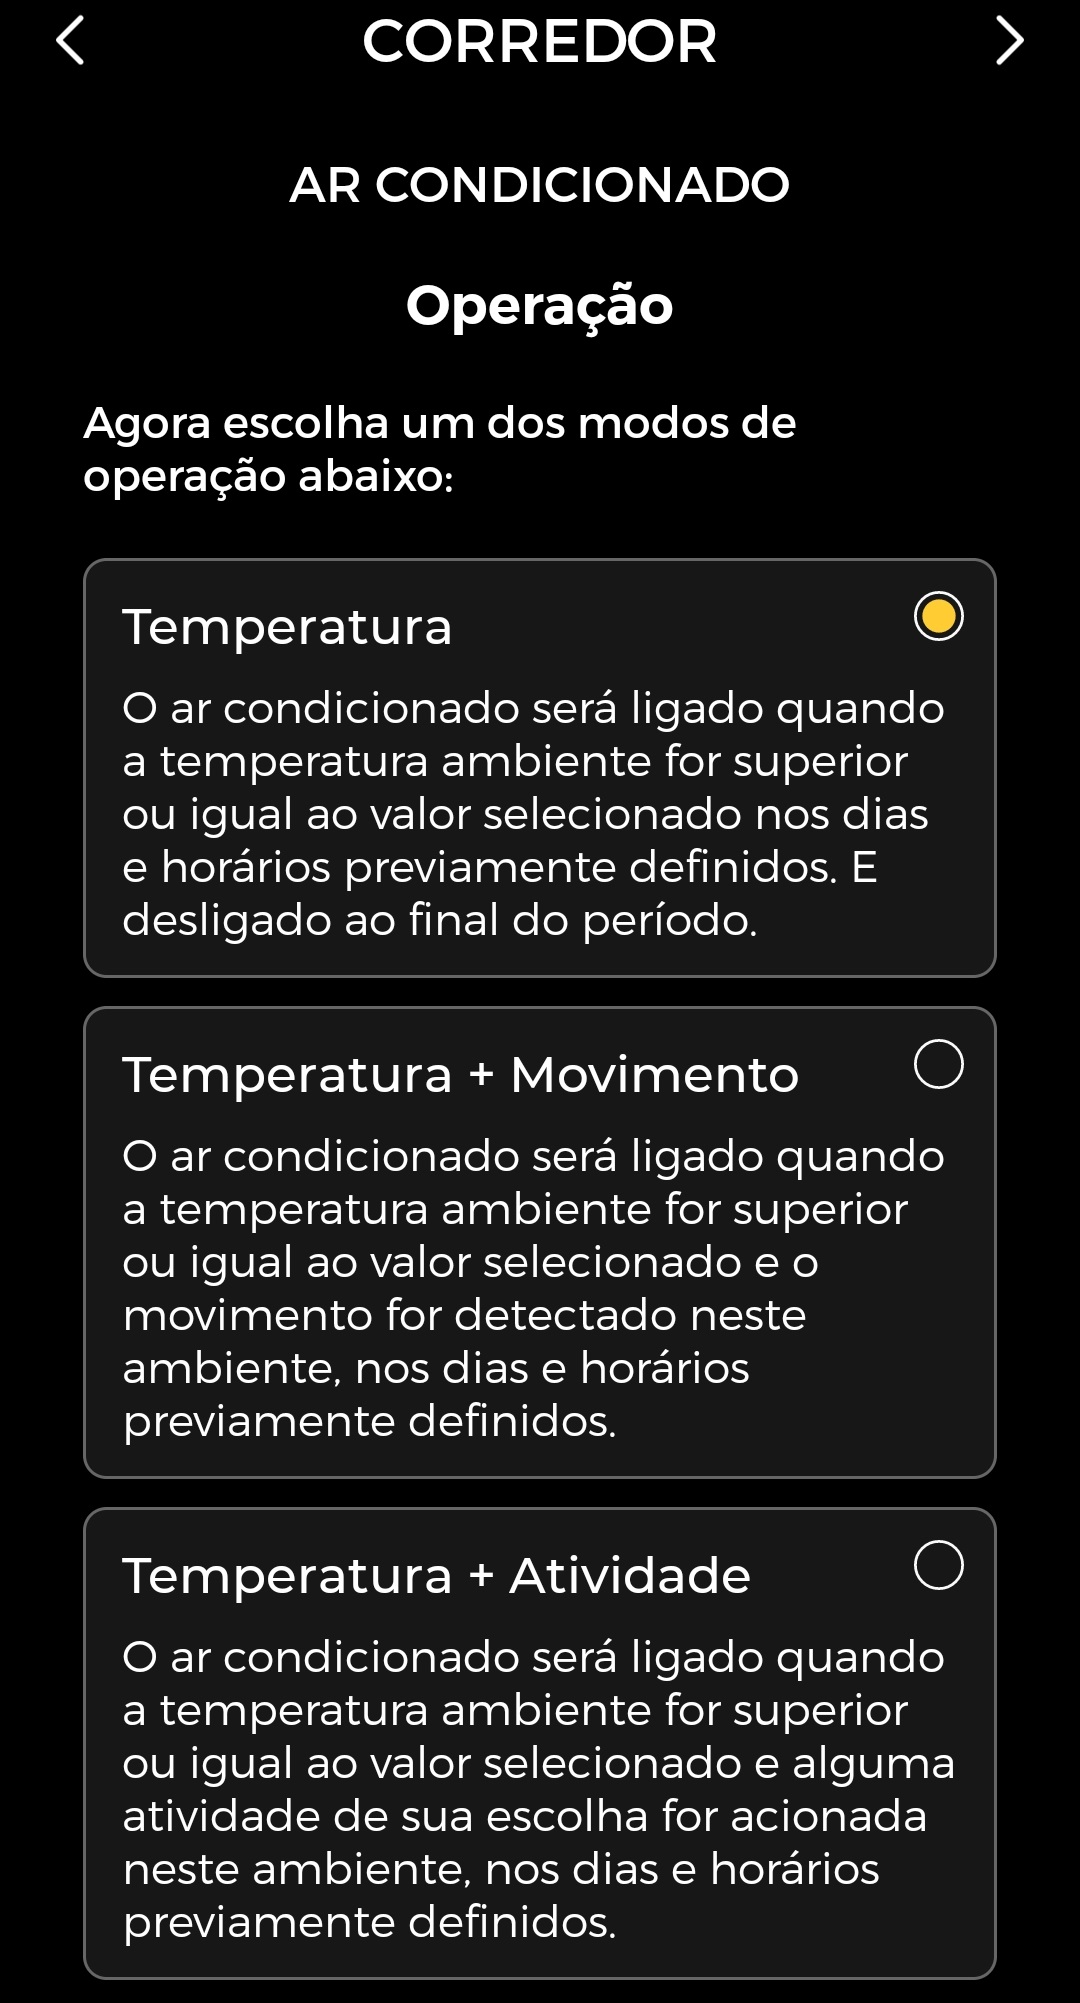 CORREDOR
AR CONDICIONADO
Operação
Agora escolha um dos modos de
operação abaixo:
Temperatura
O ar condicionado será ligado quando
a temperatura ambiente for superior
ou igual ao valor selecionado nos dias
e horários previamente definidos. E
desligado ao final do período.
Temperatura + Movimento
O ar condicionado será ligado quando
a temperatura ambiente for superior
ou igual ao valor selecionado e o
movimento for detectado neste
ambiente, nos dias e horários
previamente definidos.
Temperatura + Atividade
O ar condicionado será ligado quando
a temperatura ambiente for superior
ou igual ao valor selecionado e alguma
atividade de sua escolha for acionada
neste ambiente, nos dias e horários
previamente definidos.